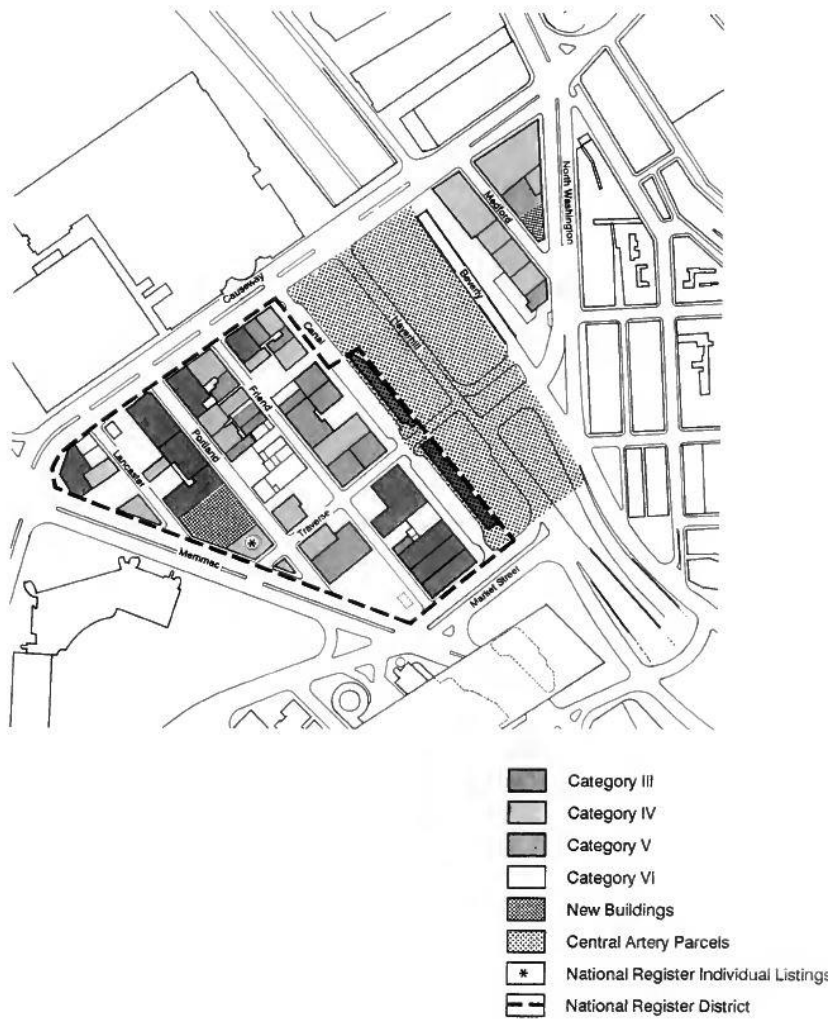 North Washington
Medford
Beverly
Causeway
Haverhill
Canal
Friend
Portland
Lancaster
Traverse
Merrimac
Market Street
Category III
Category IV
Category V
Category VI
New Buildings
Central Artery Parcels
* National Register Individual Listings
National Register District